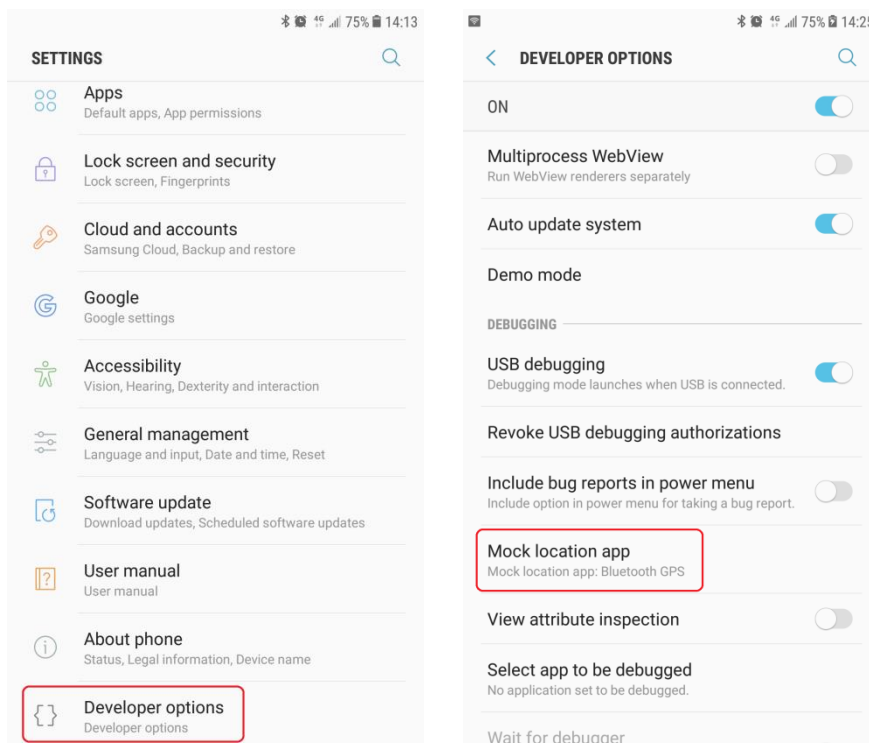 75% 14:13
SETTINGS
Apps
Default apps, App permissions
Lock screen and security
Lock screen, Fingerprints
Cloud and accounts
Samsung Cloud, Backup and restore
Google
Google settings
Accessibility
Vision, Hearing, Dexterity and interaction
General management
Language and input, Date and time, Reset
Software update
Download updates, Scheduled software updates
User manual
User manual
About phone
Status, Legal information, Device name
{ } Developer options
Developer options
4G 75% 14:25
DEVELOPER OPTIONS
ON
Multiprocess WebView
Run WebView renderers separately
Auto update system
Demo mode
DEBUGGING
USB debugging
Debugging mode launches when USB is connected.
Revoke USB debugging authorizations
Include bug reports in power menu
Include option in power menu for taking a bug report.
Mock location app
Mock location app: Bluetooth GPS
View attribute inspection
Select app to be debugged
No application set to be debugged.
Wait for debugger